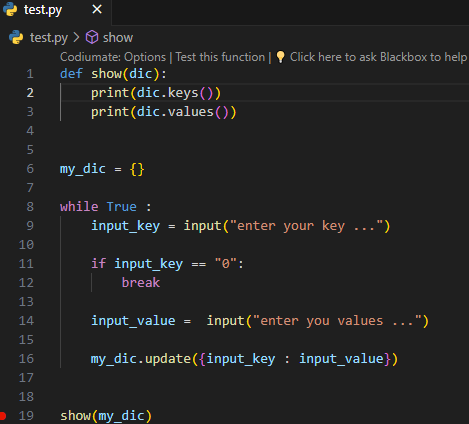 test.py ×
test.py > show
Codiumate: Options | Test this function | Click here to ask Blackbox to help
1 def show(dic):
2     print(dic.keys())
3     print(dic.values())
4
5
6 my_dic = {}
7
8 while True :
9     input_key = input("enter your key ...")
10
11     if input_key == "0":
12         break
13
14     input_value =  input("enter you values ...")
15
16     my_dic.update({input_key : input_value})
17
18
19 show(my_dic)